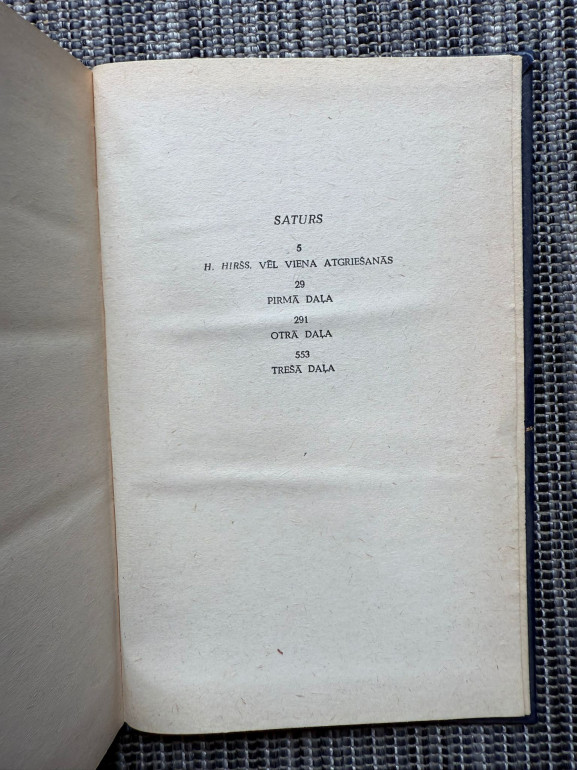 SATURS
5
H. HIRŠS. VĒL VIENA ATGRIEŠANĀS
29
PIRMĀ DAĻA
291
OTRĀ DAĻA
553
TREŠĀ DAĻA